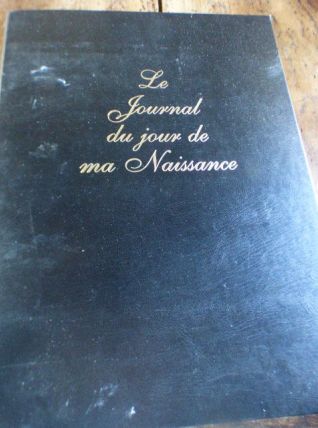 Le
Journal
du jour de
ma Naissance